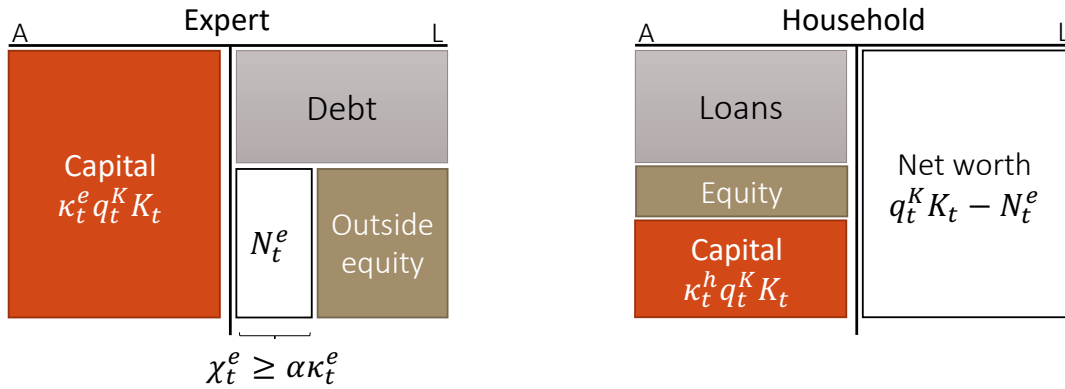 Expert
A
L
Capital
κ_t^e q_t^K K_t
Debt
N_t^e
Outside
equity
χ_t^e ≥ ακ_t^e
Household
A
L
Loans
Equity
Capital
κ_t^h q_t^K K_t
Net worth
q_t^K K_t − N_t^e